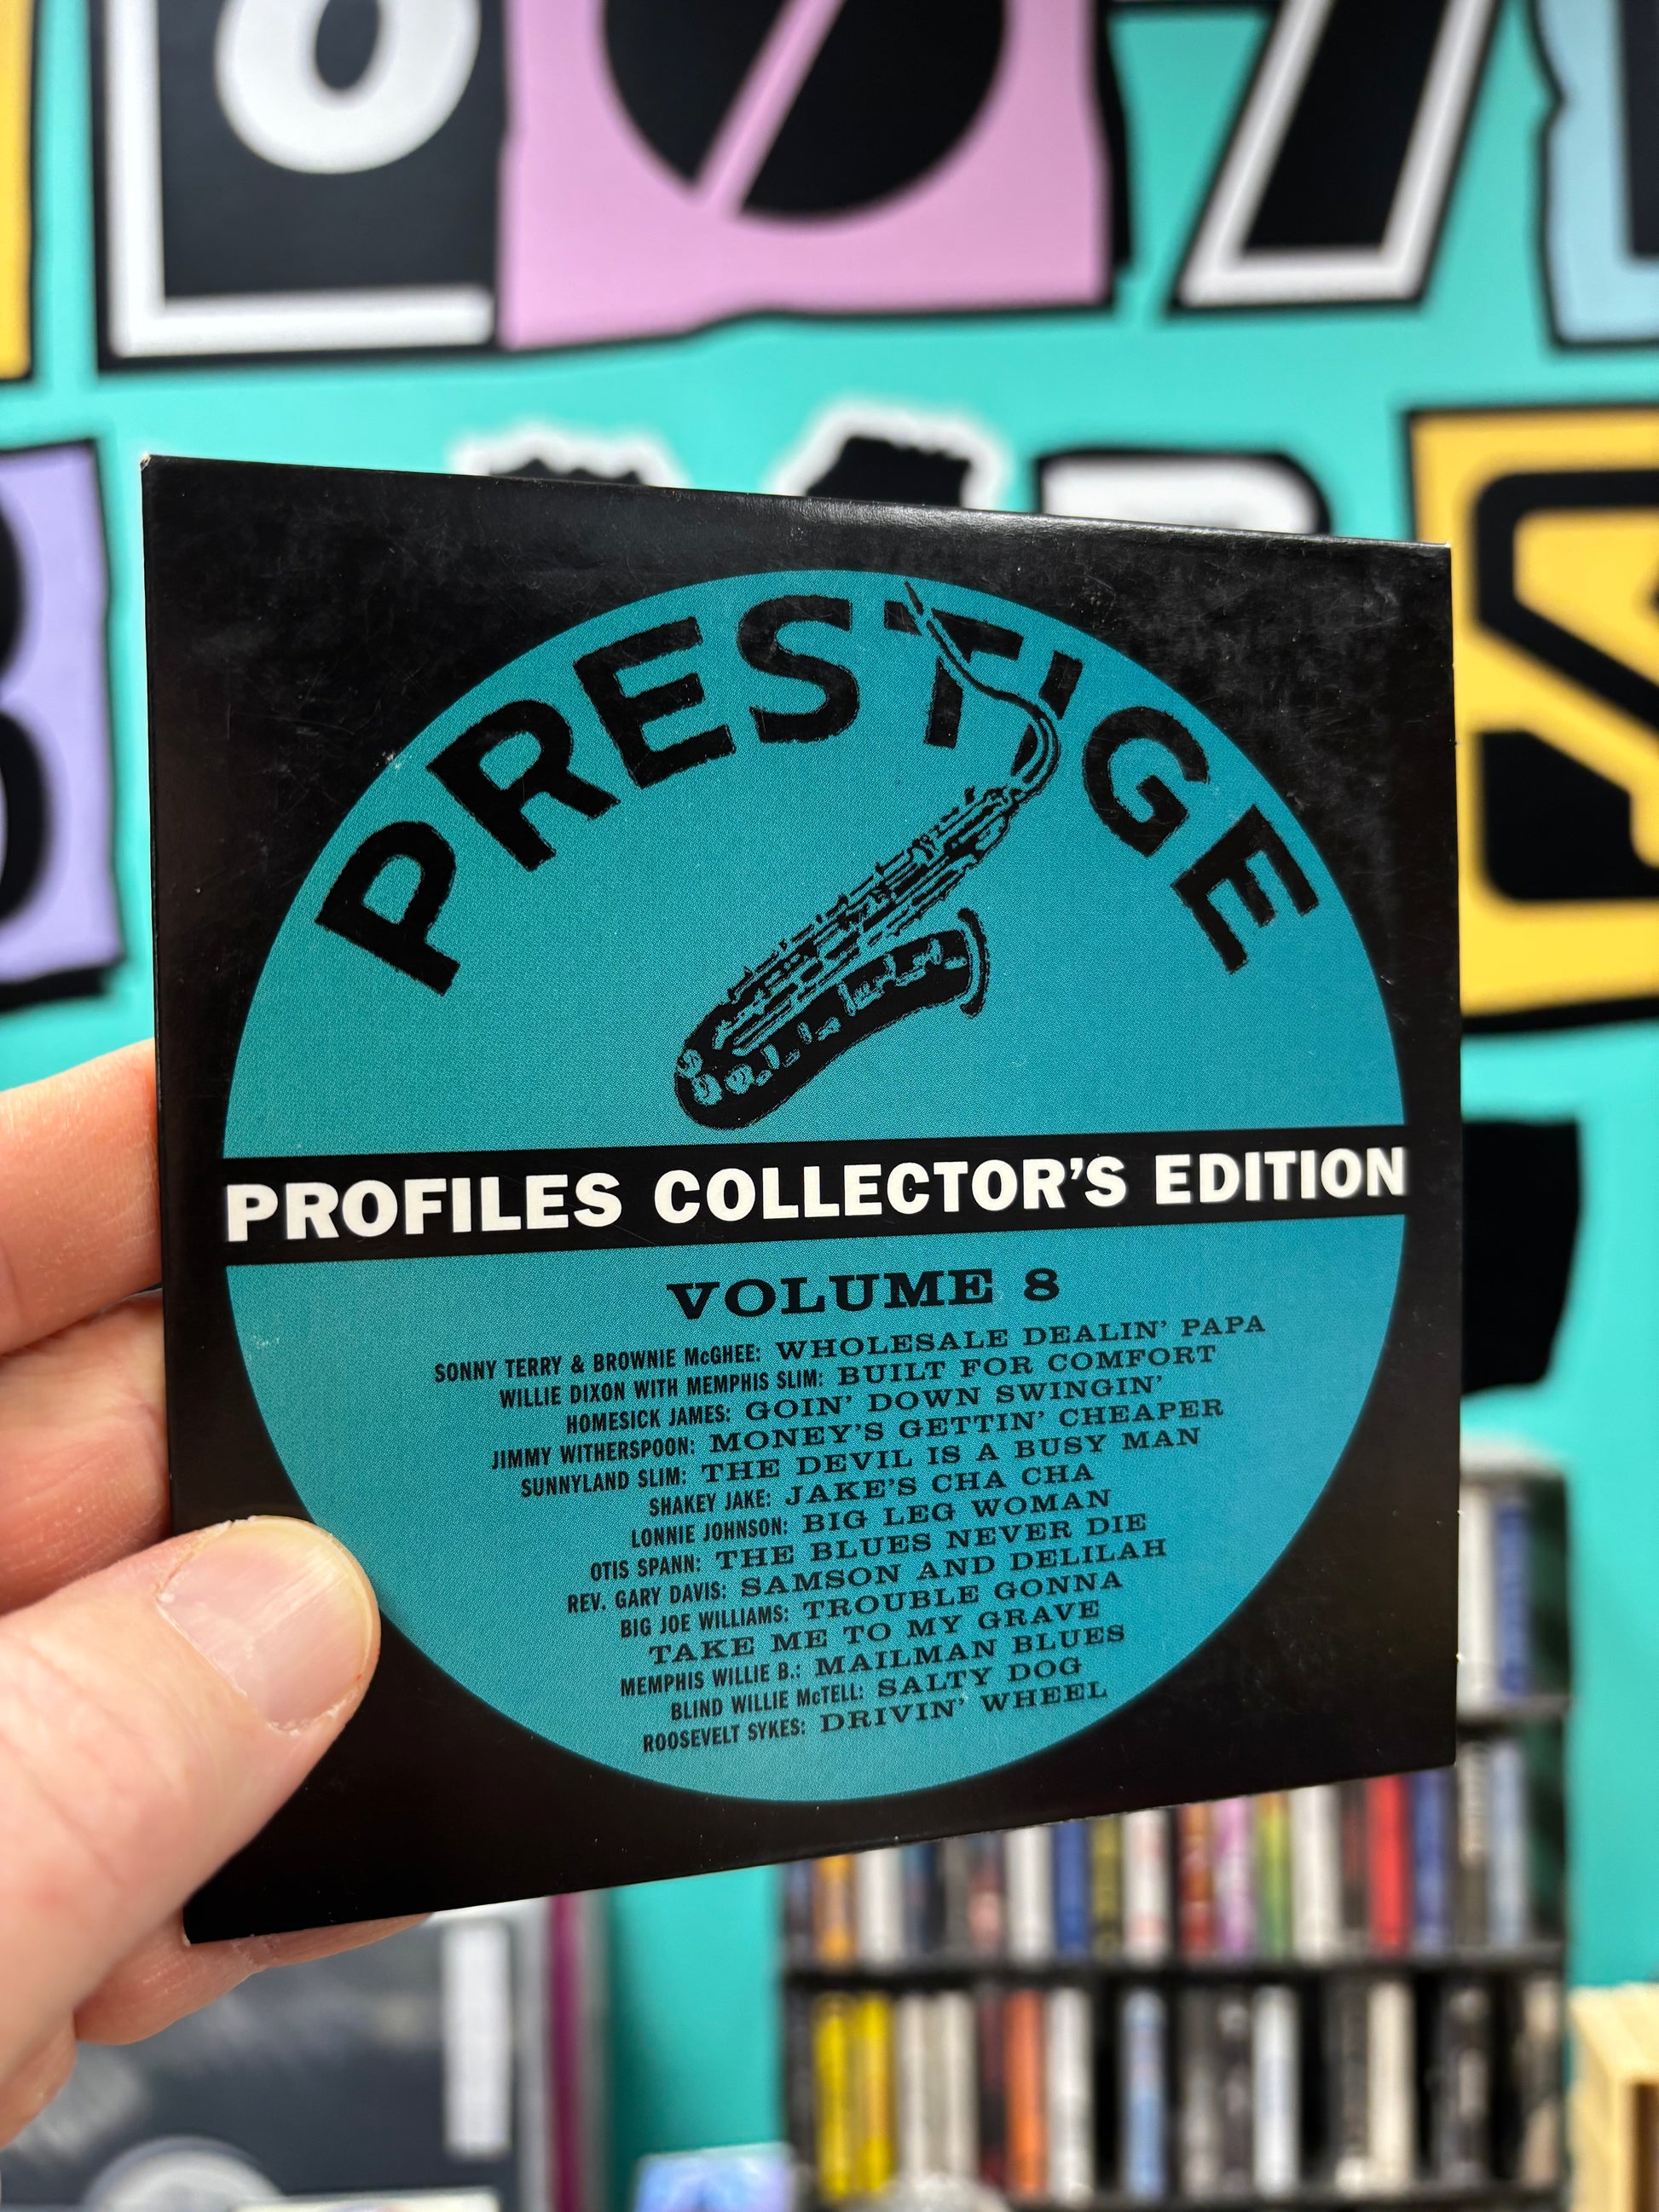 PRESTIGE
PROFILES COLLECTOR'S EDITION
VOLUME 8
SONNY TERRY & BROWNIE McGHEE: WHOLESALE DEALIN' PAPA
WILLIE DIXON WITH MEMPHIS SLIM: BUILT FOR COMFORT
HOMESICK JAMES: GOIN' DOWN SWINGIN'
JIMMY WITHERSPOON: MONEY'S GETTIN' CHEAPER
SUNNYLAND SLIM: THE DEVIL IS A BUSY MAN
SHAKEY JAKE: JAKE'S CHA CHA
LONNIE JOHNSON: BIG LEG WOMAN
OTIS SPANN: THE BLUES NEVER DIE
REV. GARY DAVIS: SAMSON AND DELILAH
BIG JOE WILLIAMS: TROUBLE GONNA
TAKE ME TO MY GRAVE
MEMPHIS WILLIE B.: MAILMAN BLUES
BLIND WILLIE McTELL: SALTY DOG
ROOSEVELT SYKES: DRIVIN' WHEEL